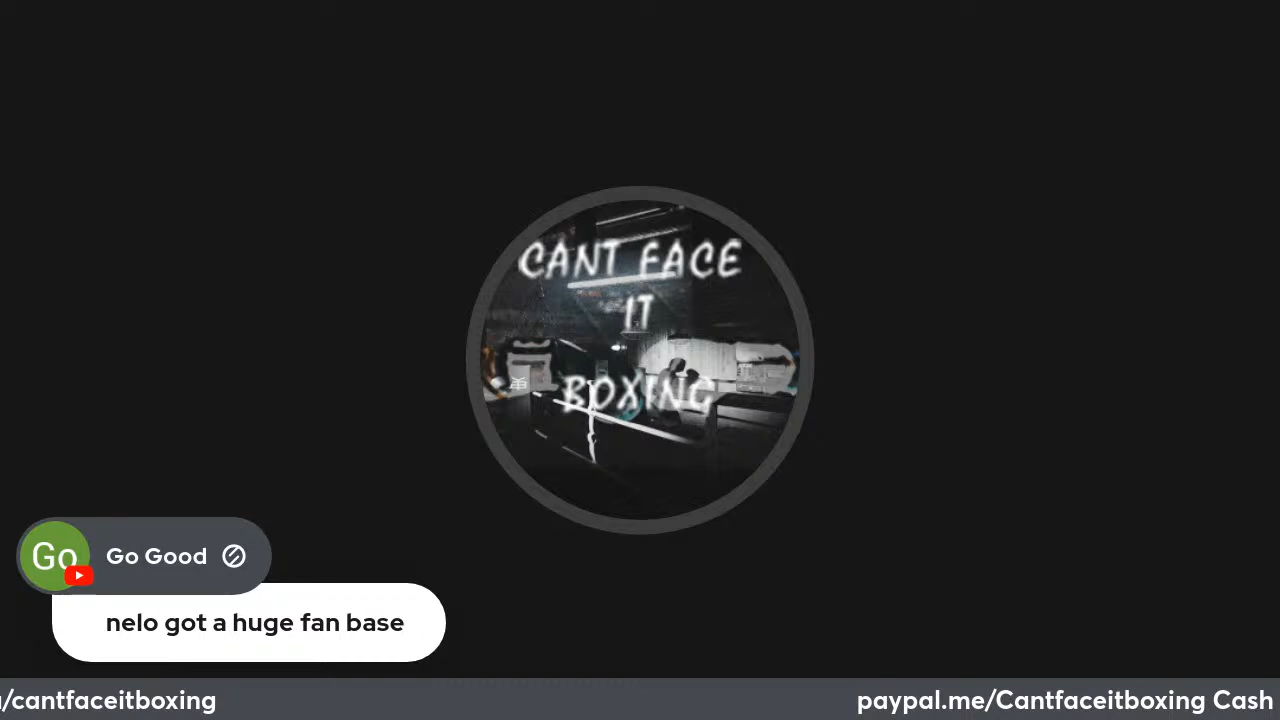 CANT FACE
IT
BOXING
Go
Go Good
nelo got a huge fan base
/cantfaceitboxing
paypal.me/Cantfaceitboxing Cash